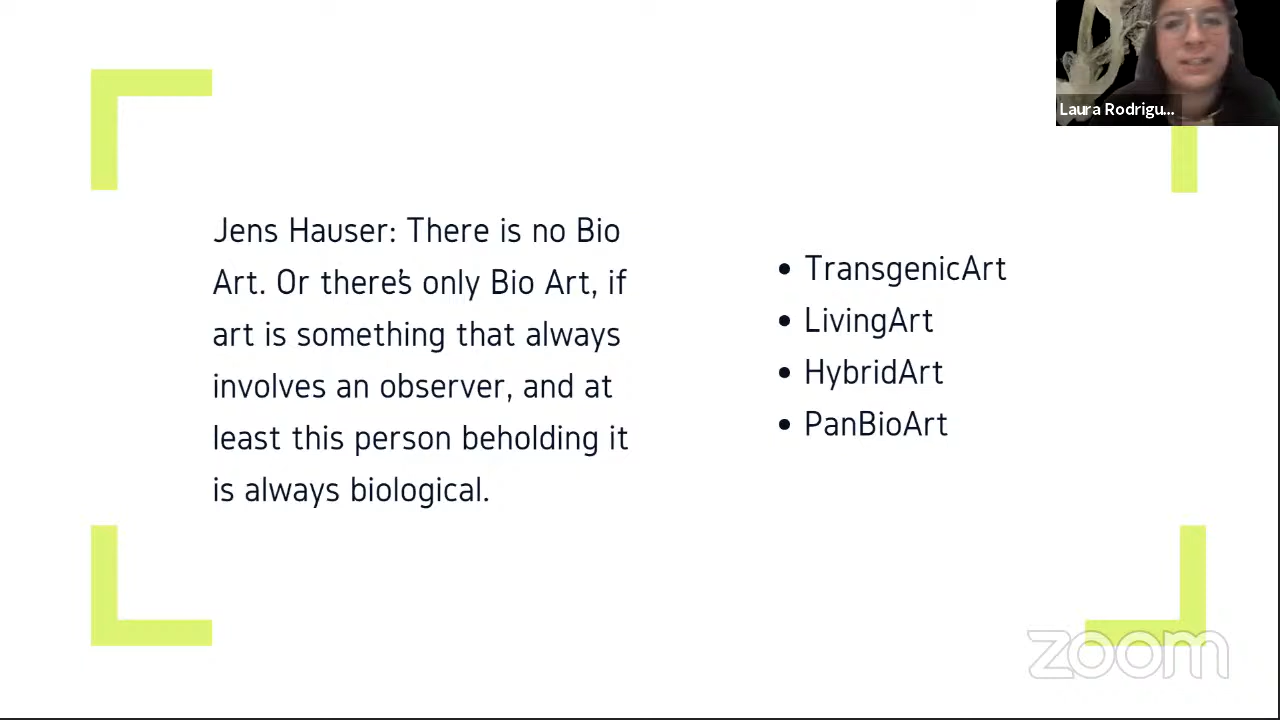 Laura Rodrigu...
Jens Hauser: There is no Bio
Art. Or there's only Bio Art, if
art is something that always
involves an observer, and at
least this person beholding it
is always biological.
• TransgenicArt
• LivingArt
• HybridArt
• PanBioArt
zoom